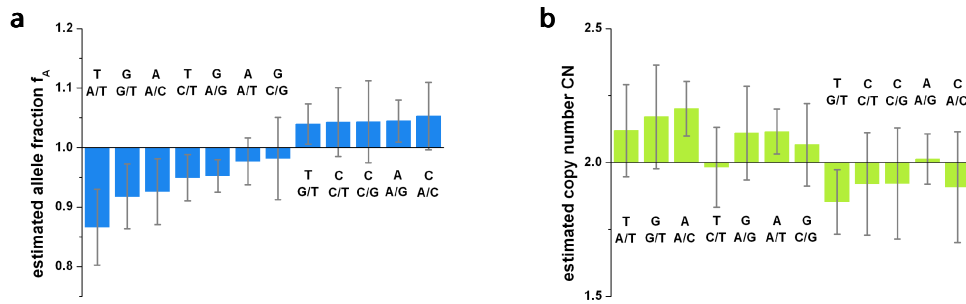 a
estimated allele fraction fA
1.2
1.1
1.0
0.9
0.8
T G A T G A G
A/T G/T A/C C/T A/G A/T C/G
T C C A C
G/T C/T C/G A/G A/C
b
estimated copy number CN
2.5
2.0
1.5
T C C A C
G/T C/T C/G A/G A/C
T G A T G A G
A/T G/T A/C C/T A/G A/T C/G